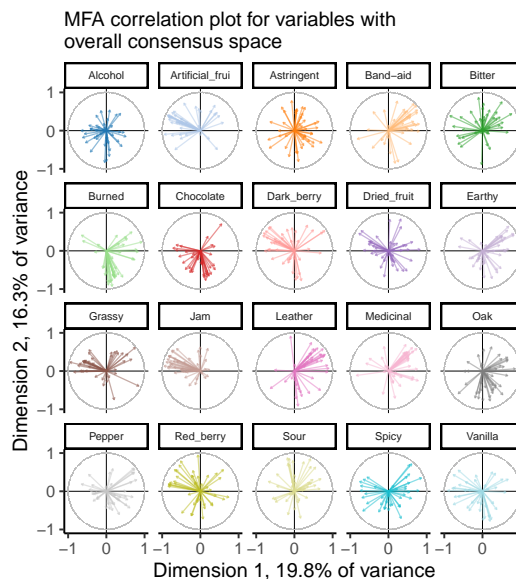 MFA correlation plot for variables with
overall consensus space
Alcohol Artificial_frui Astringent Band−aid Bitter
1
0
−1
Burned Chocolate Dark_berry Dried_fruit Earthy
1
0
−1
Grassy Jam Leather Medicinal Oak
1
0
−1
Pepper Red_berry Sour Spicy Vanilla
1
0
−1
−1 0 1 −1 0 1 −1 0 1 −1 0 1 −1 0 1
Dimension 1, 19.8% of variance
Dimension 2, 16.3% of variance